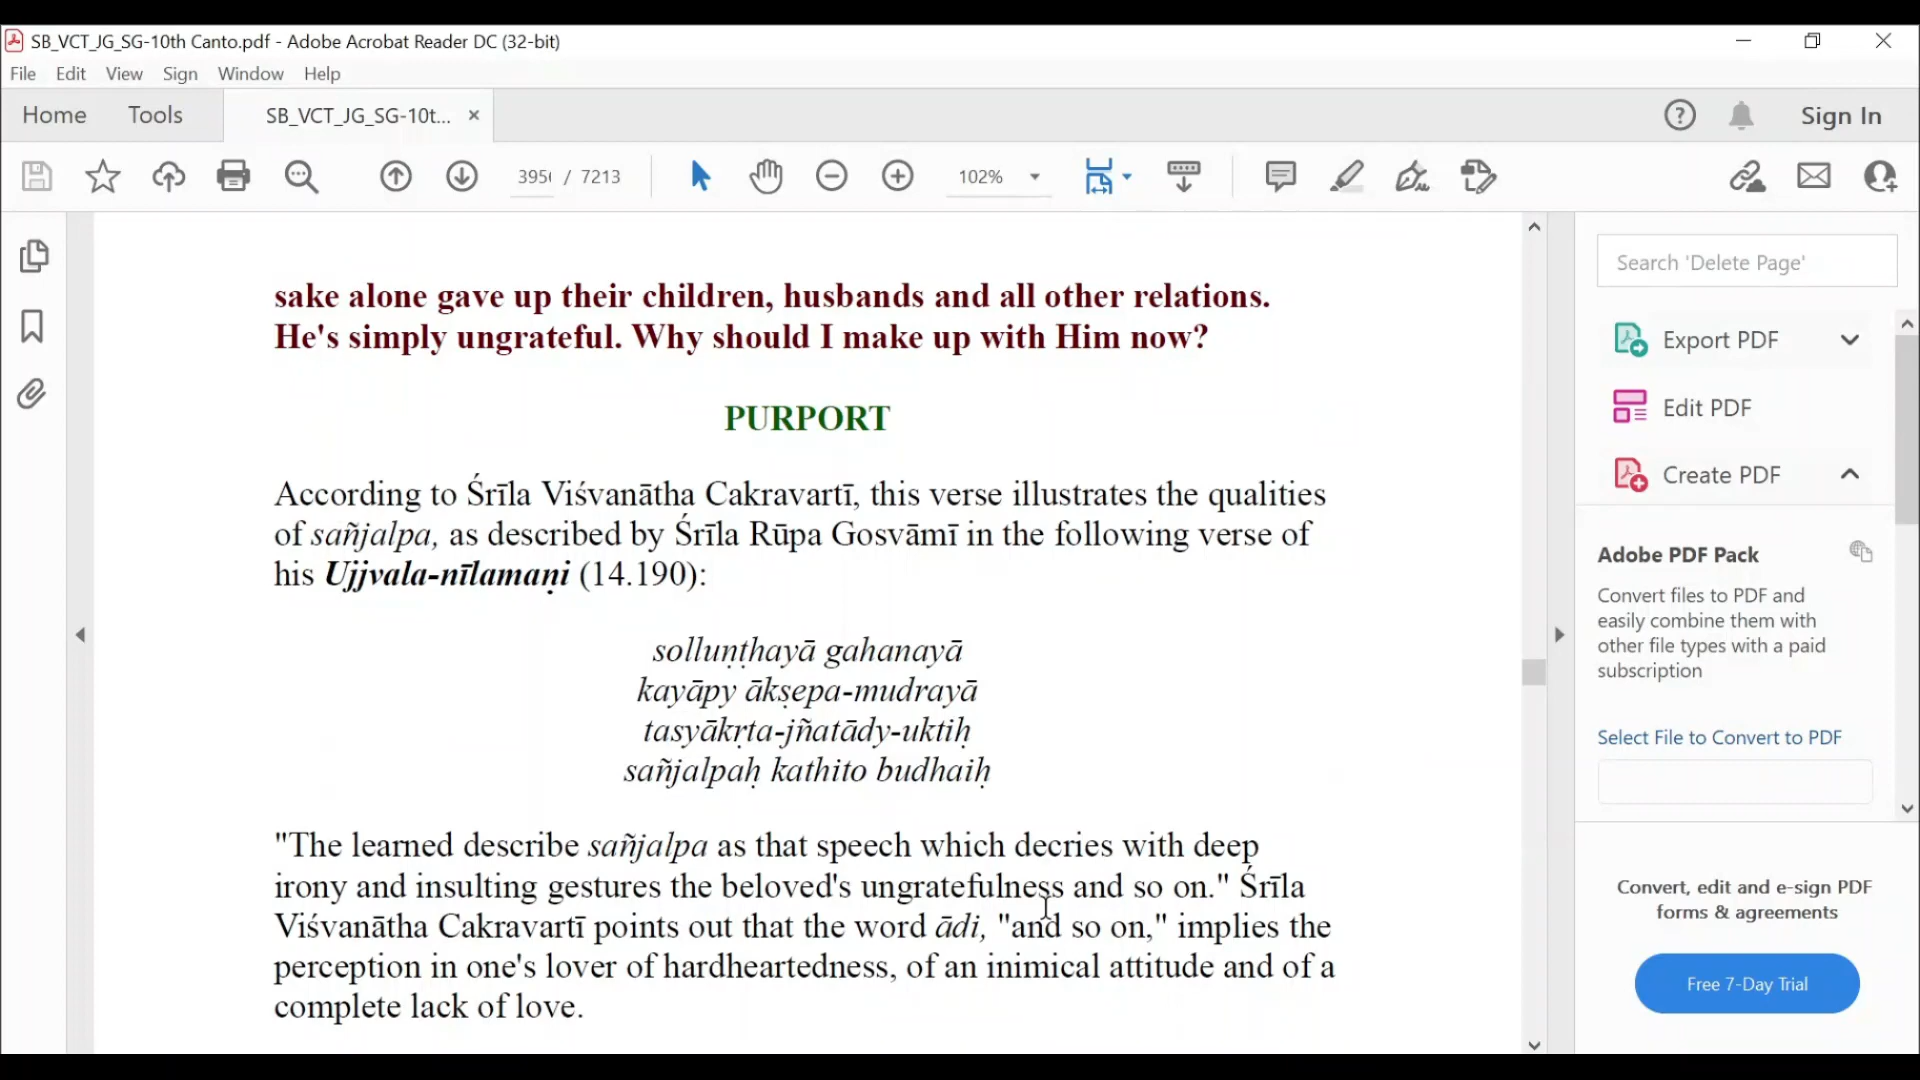 SB_VCT_JG_SG-10th Canto.pdf - Adobe Acrobat Reader DC (32-bit)
File Edit View Sign Window Help
Home Tools SB_VCT_JG_SG-10t... × Sign In
395 / 7213 102%
sake alone gave up their children, husbands and all other relations.
He's simply ungrateful. Why should I make up with Him now?
PURPORT
According to Śrīla Viśvanātha Cakravartī, this verse illustrates the qualities
of sañjalpa, as described by Śrīla Rūpa Gosvāmī in the following verse of
his Ujjvala-nīlamaṇi (14.190):
solluṇṭhayā gahanayā
kayāpy ākṣepa-mudrayā
tasyākṛta-jñatādy-uktiḥ
sañjalpaḥ kathito budhaiḥ
"The learned describe sañjalpa as that speech which decries with deep
irony and insulting gestures the beloved's ungratefulness and so on." Śrīla
Viśvanātha Cakravartī points out that the word ādi, "and so on," implies the
perception in one's lover of hardheartedness, of an inimical attitude and of a
complete lack of love.
Search 'Delete Page'
Export PDF
Edit PDF
Create PDF
Adobe PDF Pack
Convert files to PDF and
easily combine them with
other file types with a paid
subscription
Select File to Convert to PDF
Convert, edit and e-sign PDF
forms & agreements
Free 7-Day Trial